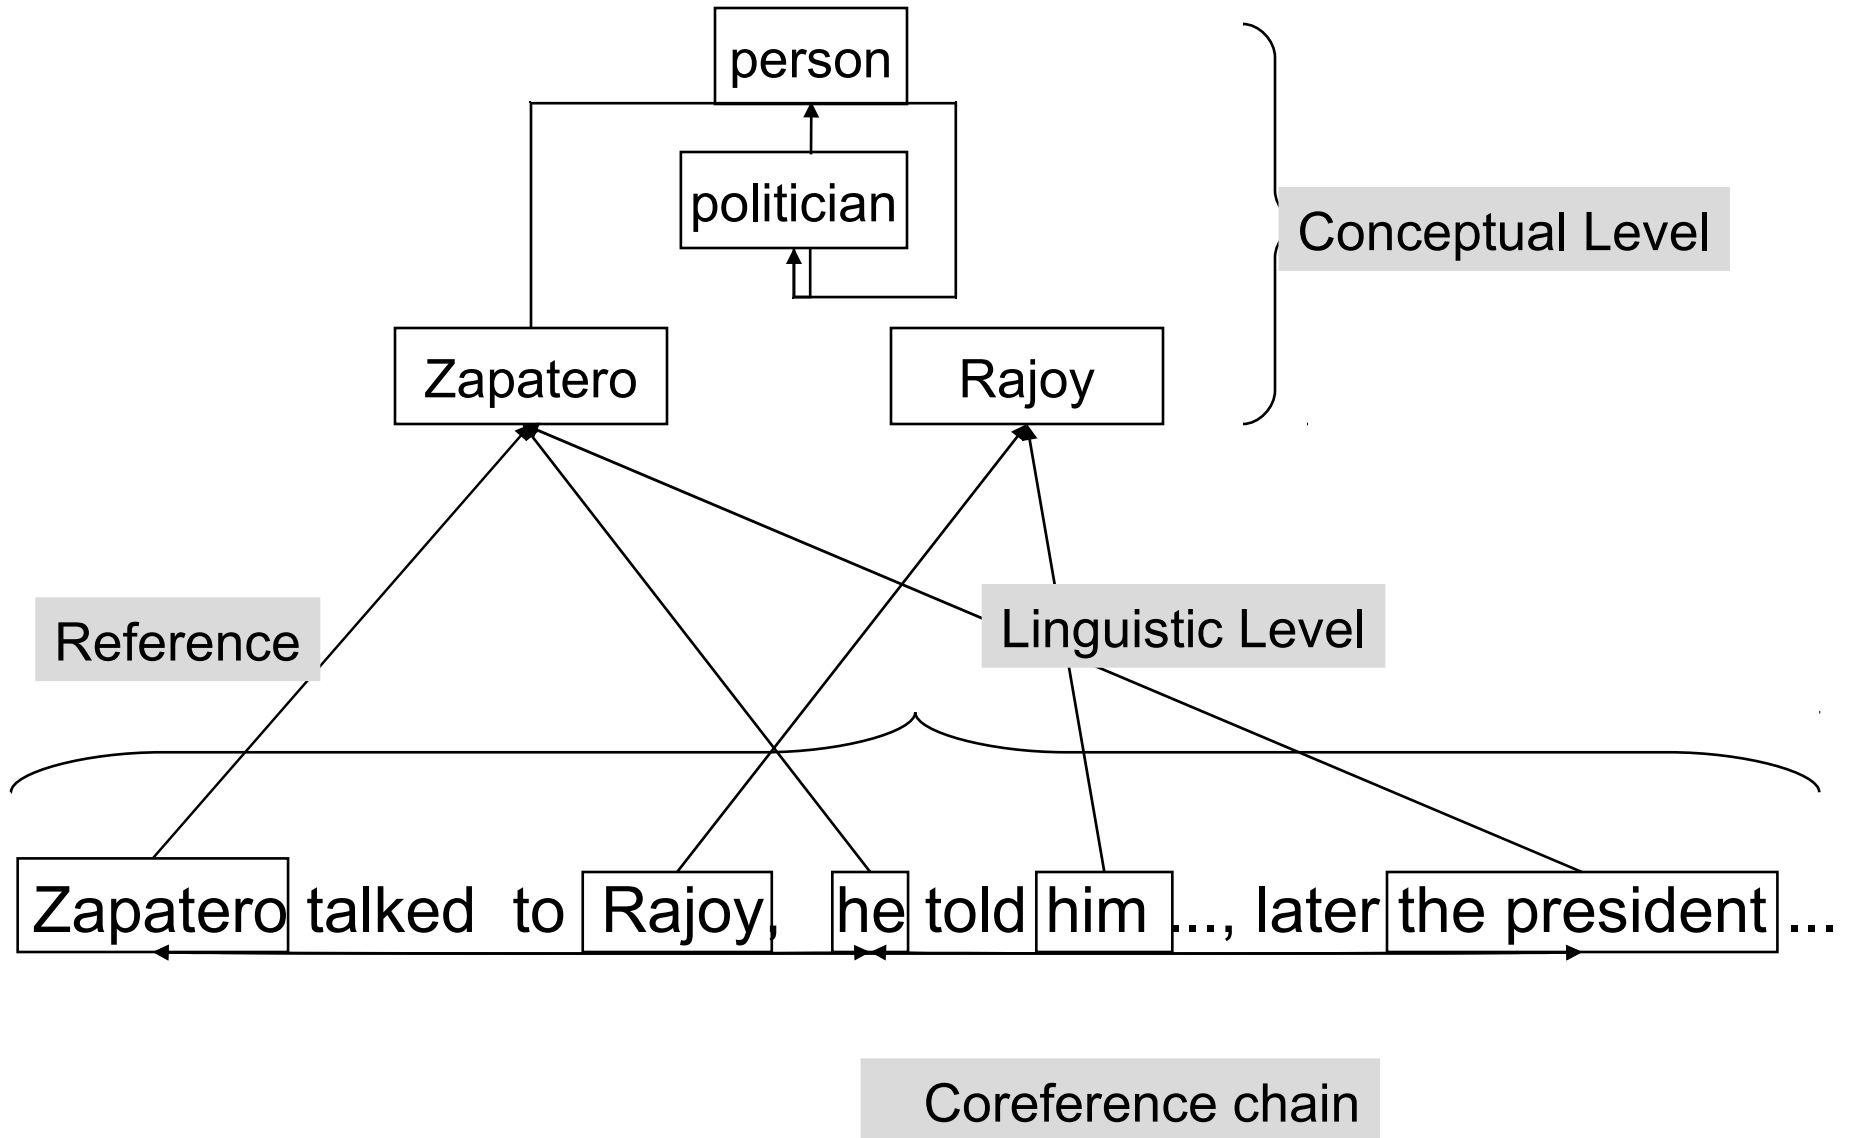 person
politician
Conceptual Level
Zapatero
Rajoy
Reference
Linguistic Level
Zapatero talked to Rajoy, he told him ..., later the president ...
Coreference chain